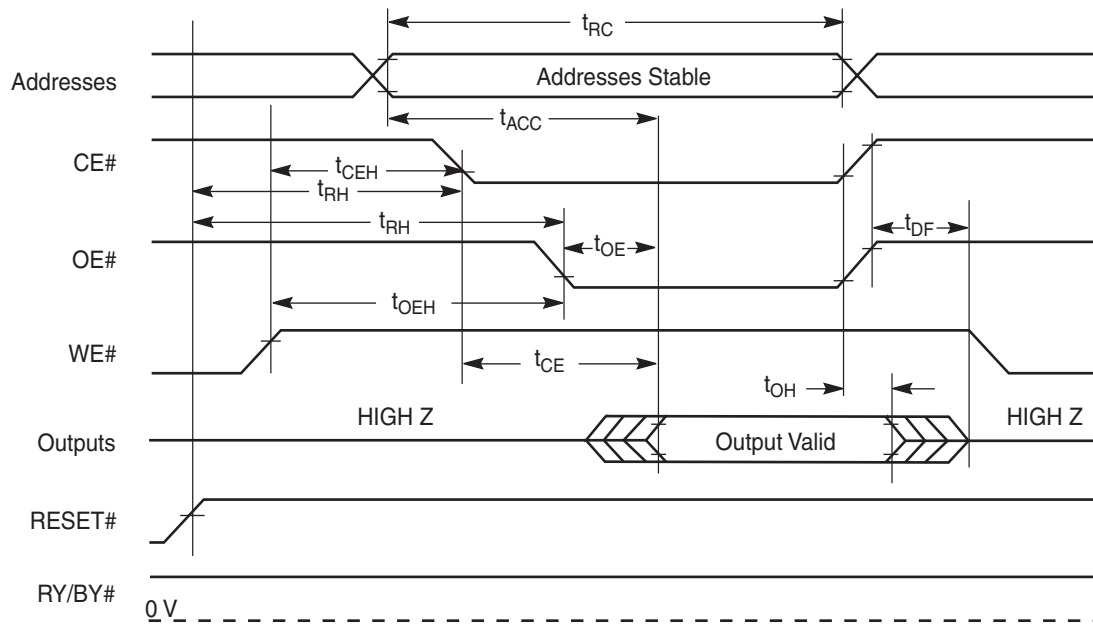 tRC
Addresses
Addresses Stable
tACC
CE#
tCEH
tRH
tRH
tDF
OE#
tOE
tOEH
WE#
tCE
tOH
HIGH Z
HIGH Z
Outputs
Output Valid
RESET#
RY/BY#
0 V